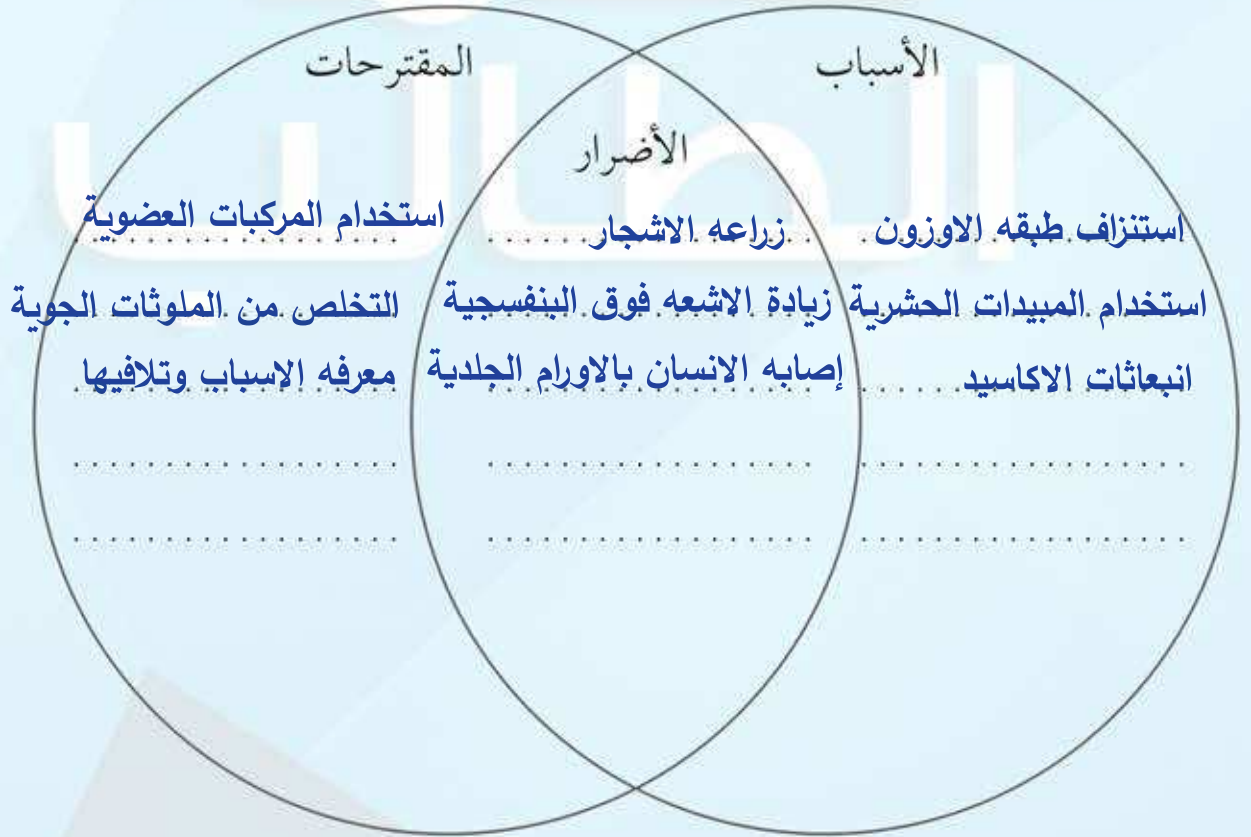 الأسباب
المقترحات
الأضرار
الطالب
استنزاف طبقه الاوزون
استخدام المبيدات الحشرية
انبعاثات الاكاسيد
زراعه الاشجار
زيادة الاشعه فوق البنفسجية
إصابه الانسان بالاورام الجلدية
استخدام المركبات العضوية
التخلص من الملوثات الجوية
معرفه الاسباب وتلافيها